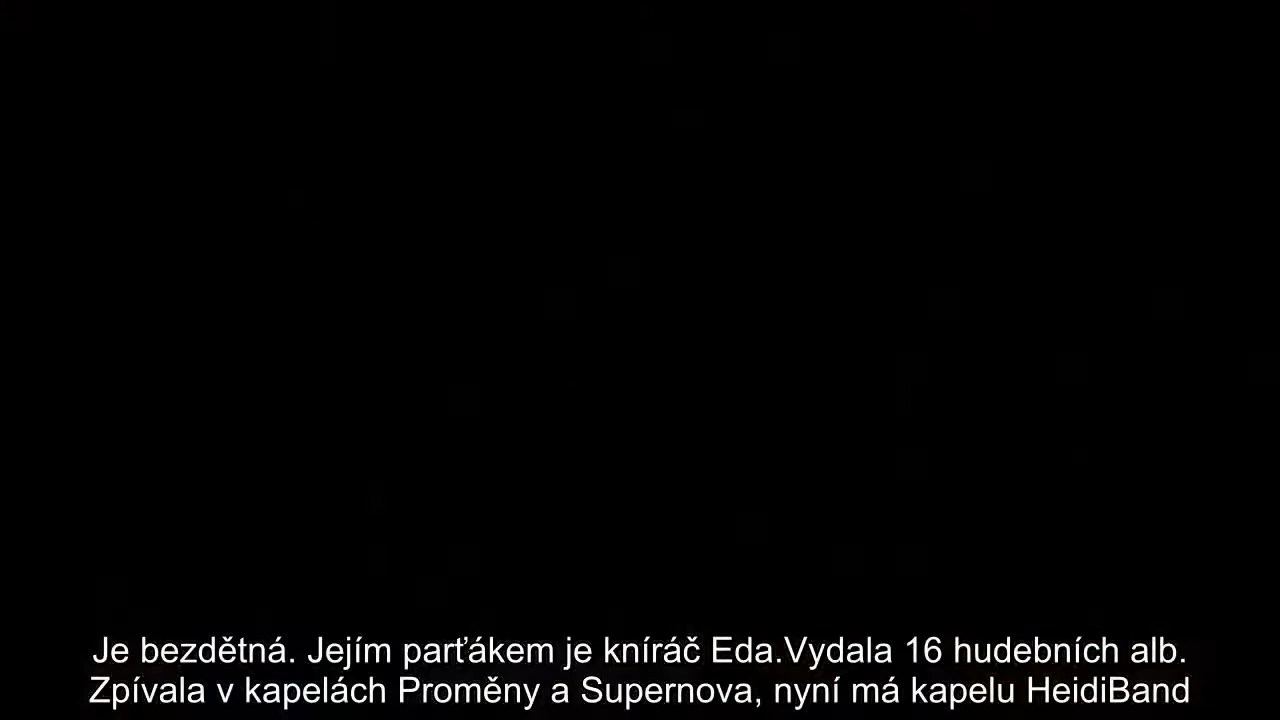 Je bezdětná. Jejím parťákem je kníráč Eda.Vydala 16 hudebních alb.
Zpívala v kapelách Proměny a Supernova, nyní má kapelu HeidiBand